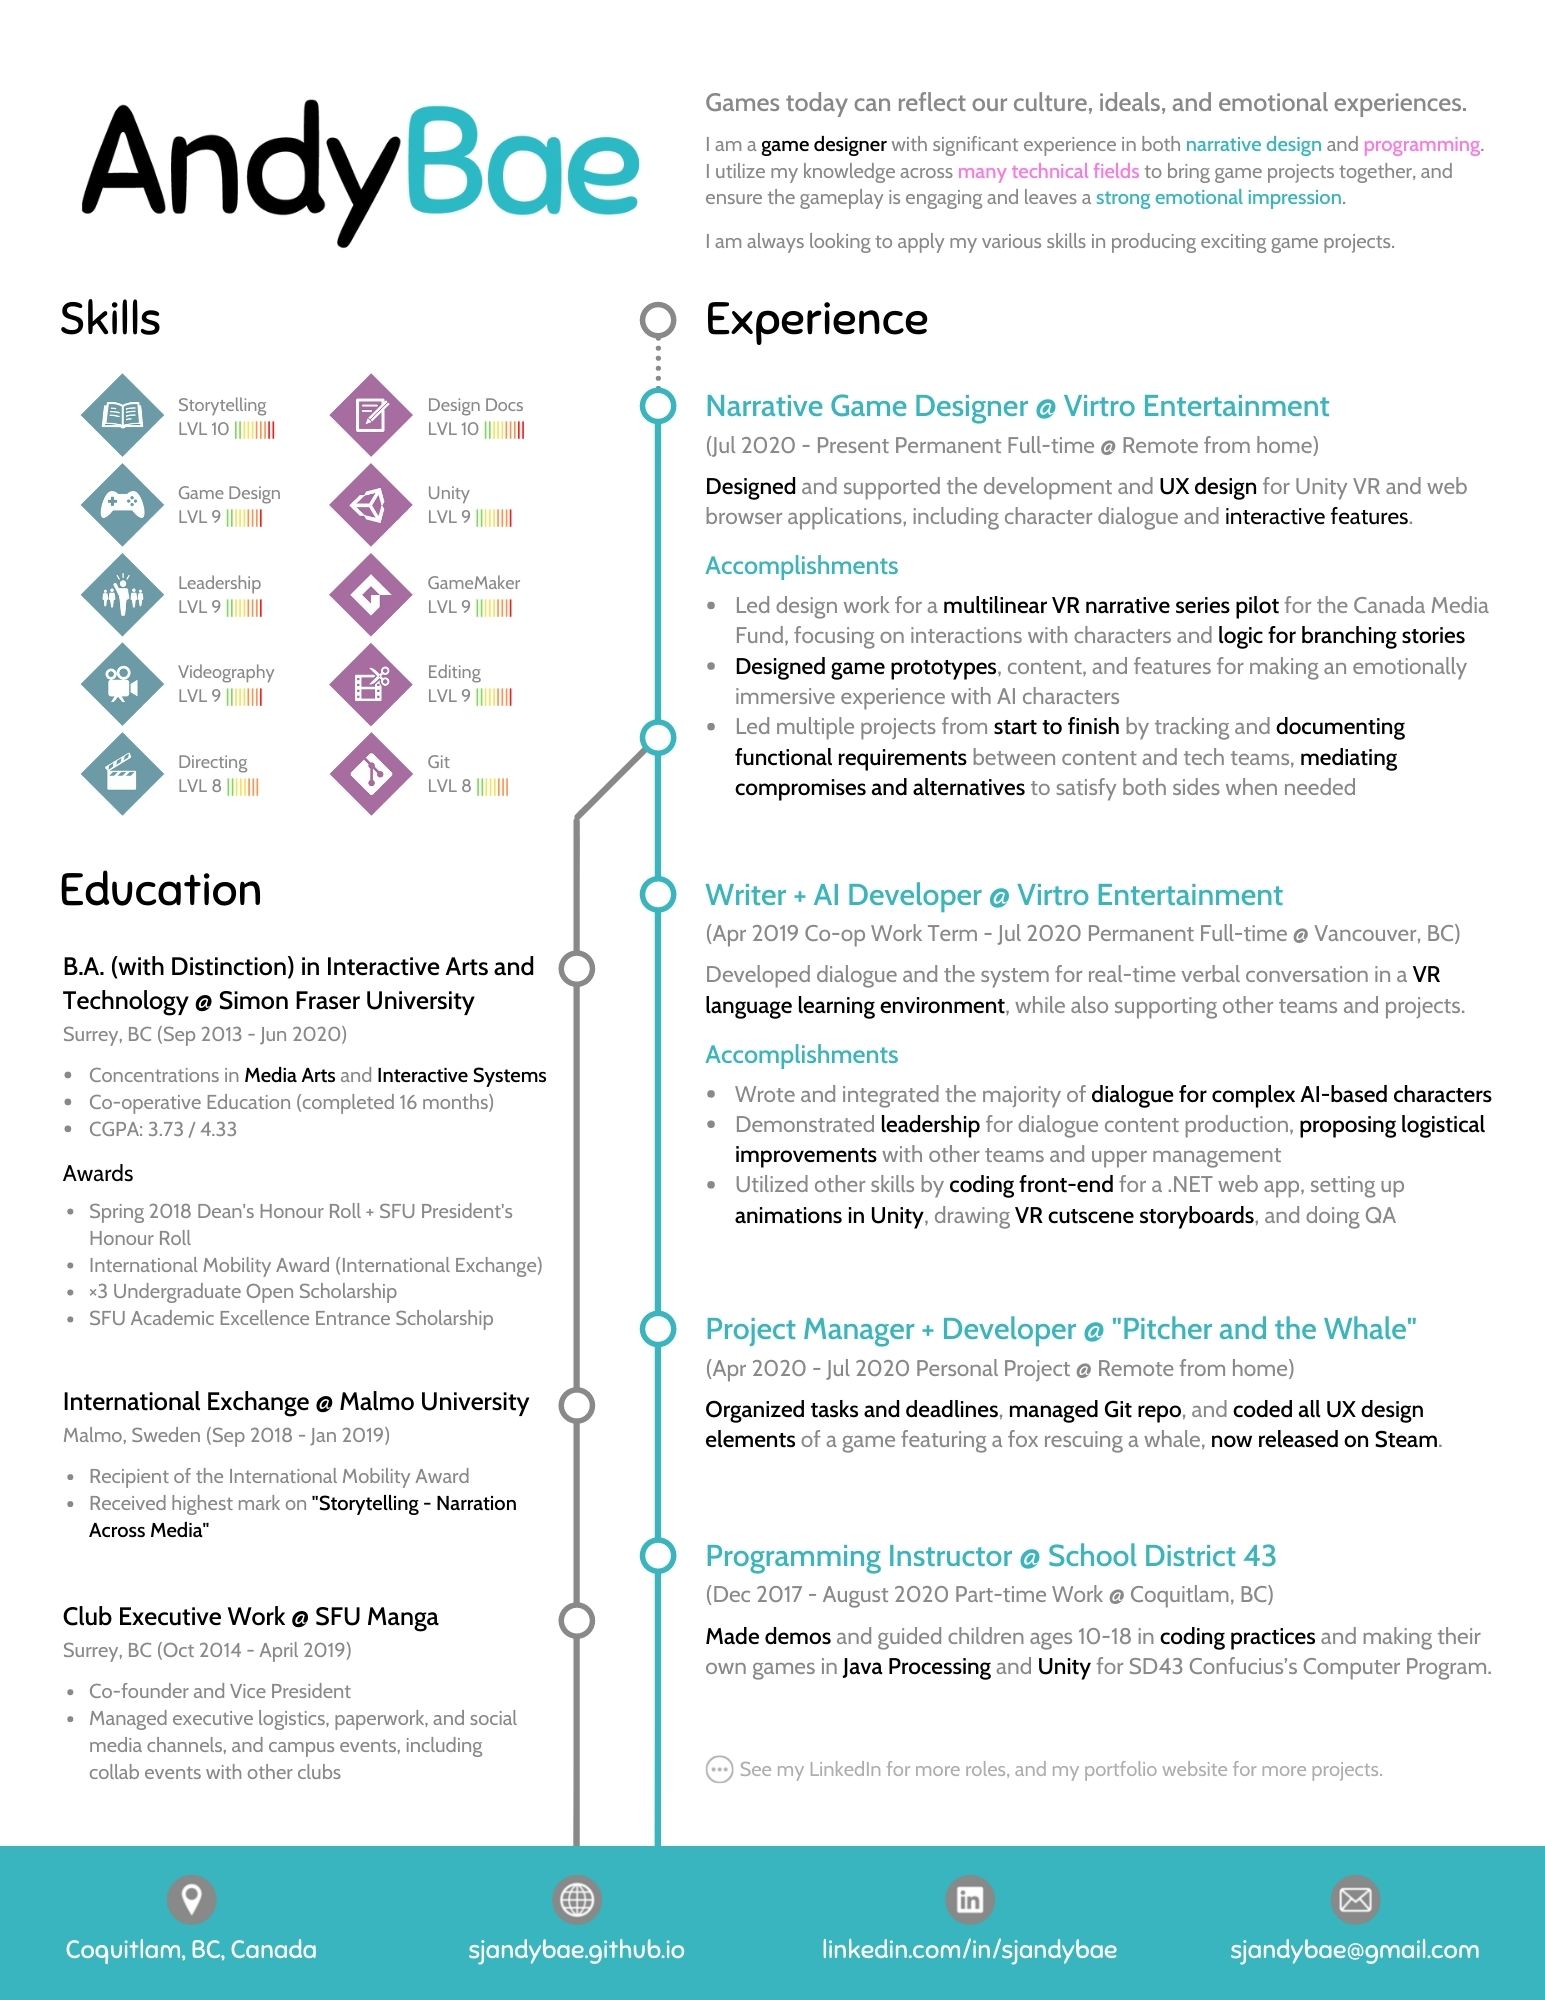 AndyBae
Games today can reflect our culture, ideals, and emotional experiences.
I am a game designer with significant experience in both narrative design and programming.
I utilize my knowledge across many technical fields to bring game projects together, and
ensure the gameplay is engaging and leaves a strong emotional impression.
I am always looking to apply my various skills in producing exciting game projects.
Skills
Storytelling
LVL 10
Design Docs
LVL 10
Game Design
LVL 9
Unity
LVL 9
Leadership
LVL 9
GameMaker
LVL 9
Videography
LVL 9
Editing
LVL 9
Directing
LVL 8
Git
LVL 8
Education
B.A. (with Distinction) in Interactive Arts and
Technology @ Simon Fraser University
Surrey, BC (Sep 2013 - Jun 2020)
• Concentrations in Media Arts and Interactive Systems
• Co-operative Education (completed 16 months)
• CGPA: 3.73 / 4.33
Awards
• Spring 2018 Dean's Honour Roll + SFU President's
Honour Roll
• International Mobility Award (International Exchange)
• ×3 Undergraduate Open Scholarship
• SFU Academic Excellence Entrance Scholarship
International Exchange @ Malmo University
Malmo, Sweden (Sep 2018 - Jan 2019)
• Recipient of the International Mobility Award
• Received highest mark on "Storytelling - Narration
Across Media"
Club Executive Work @ SFU Manga
Surrey, BC (Oct 2014 - April 2019)
• Co-founder and Vice President
• Managed executive logistics, paperwork, and social
media channels, and campus events, including
collab events with other clubs
Experience
Narrative Game Designer @ Virtro Entertainment
(Jul 2020 - Present Permanent Full-time @ Remote from home)
Designed and supported the development and UX design for Unity VR and web
browser applications, including character dialogue and interactive features.
Accomplishments
• Led design work for a multilinear VR narrative series pilot for the Canada Media
Fund, focusing on interactions with characters and logic for branching stories
• Designed game prototypes, content, and features for making an emotionally
immersive experience with AI characters
• Led multiple projects from start to finish by tracking and documenting
functional requirements between content and tech teams, mediating
compromises and alternatives to satisfy both sides when needed
Writer + AI Developer @ Virtro Entertainment
(Apr 2019 Co-op Work Term - Jul 2020 Permanent Full-time @ Vancouver, BC)
Developed dialogue and the system for real-time verbal conversation in a VR
language learning environment, while also supporting other teams and projects.
Accomplishments
• Wrote and integrated the majority of dialogue for complex AI-based characters
• Demonstrated leadership for dialogue content production, proposing logistical
improvements with other teams and upper management
• Utilized other skills by coding front-end for a .NET web app, setting up
animations in Unity, drawing VR cutscene storyboards, and doing QA
Project Manager + Developer @ "Pitcher and the Whale"
(Apr 2020 - Jul 2020 Personal Project @ Remote from home)
Organized tasks and deadlines, managed Git repo, and coded all UX design
elements of a game featuring a fox rescuing a whale, now released on Steam.
Programming Instructor @ School District 43
(Dec 2017 - August 2020 Part-time Work @ Coquitlam, BC)
Made demos and guided children ages 10-18 in coding practices and making their
own games in Java Processing and Unity for SD43 Confucius's Computer Program.
See my LinkedIn for more roles, and my portfolio website for more projects.
Coquitlam, BC, Canada
sjandybae.github.io
in
linkedin.com/in/sjandybae
sjandybae@gmail.com